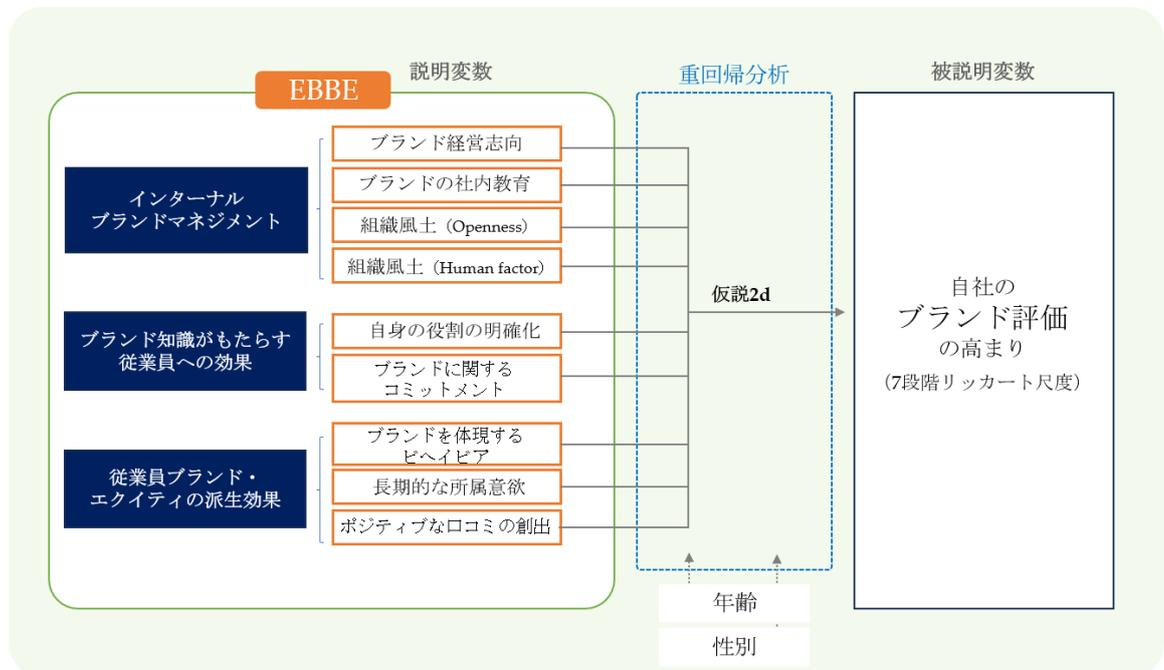 EBBE
説明変数
重回帰分析
被説明変数
インターナル
ブランドマネジメント
ブランド経営志向
ブランドの社内教育
組織風土（Openness）
組織風土（Human factor）
ブランド知識がもたらす
従業員への効果
自身の役割の明確化
ブランドに関する
コミットメント
従業員ブランド・
エクイティの派生効果
ブランドを体現する
ビヘイビア
長期的な所属意欲
ポジティブな口コミの創出
仮説2d
自社の
ブランド評価
の高まり
（7段階リッカート尺度）
年齢
性別